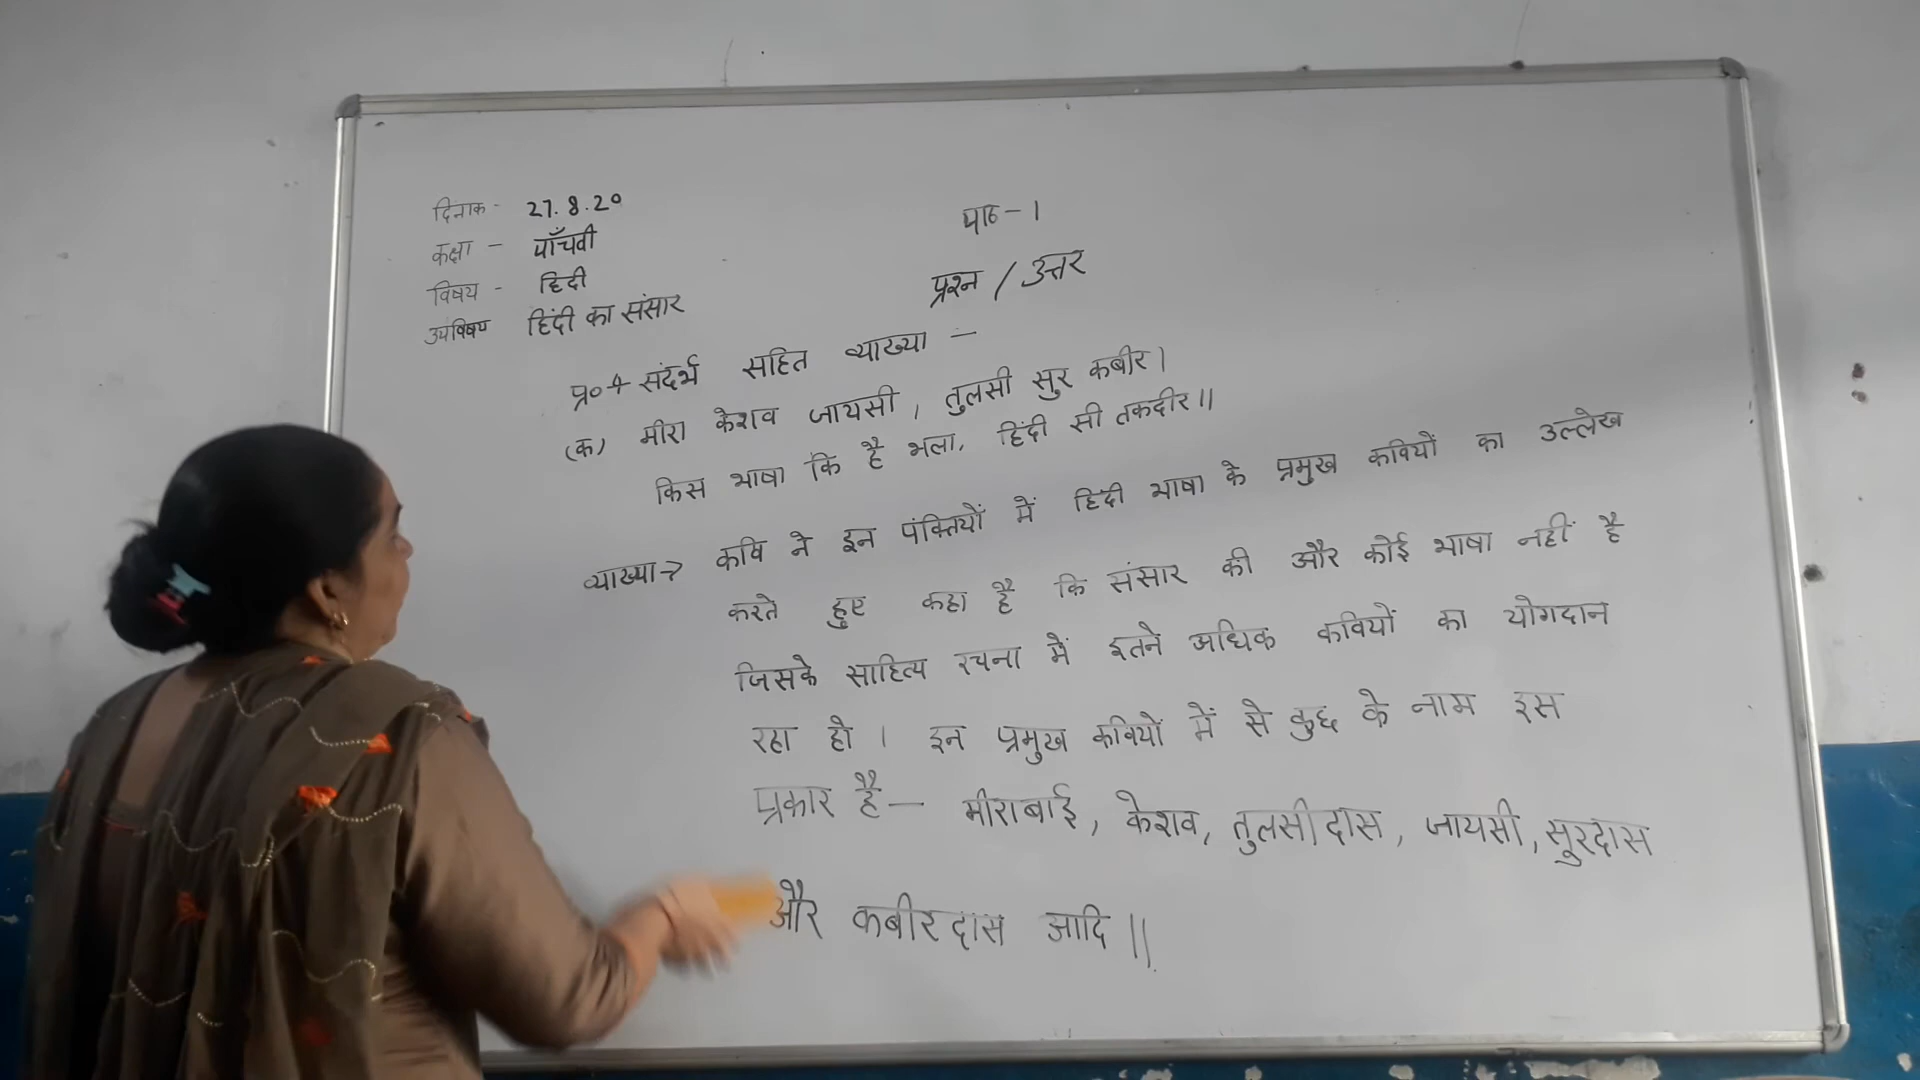 दिनाक - 27.8.20
कक्षा - पाँचवी
विषय - हिंदी
उपविषय हिंदी का संसार
पाठ-1
प्रश्न / उत्तर
प्र०4 संदर्भ सहित व्याख्या -
(क) मीरा केशव जायसी, तुलसी सुर कबीर।
किस भाषा कि है भला, हिंदी सी तकदीर॥
व्याख्या→ कवि ने इन पंक्तियों में हिंदी भाषा के प्रमुख कवियों का उल्लेख
करते हुए कहा है कि संसार की और कोई भाषा नहीं है
जिसके साहित्य रचना में इतने अधिक कवियों का योगदान
रहा हो। इन प्रमुख कवियों में से कुछ के नाम इस
प्रकार है- मीराबाई, केशव, तुलसीदास, जायसी, सूरदास
और कबीरदास आदि॥